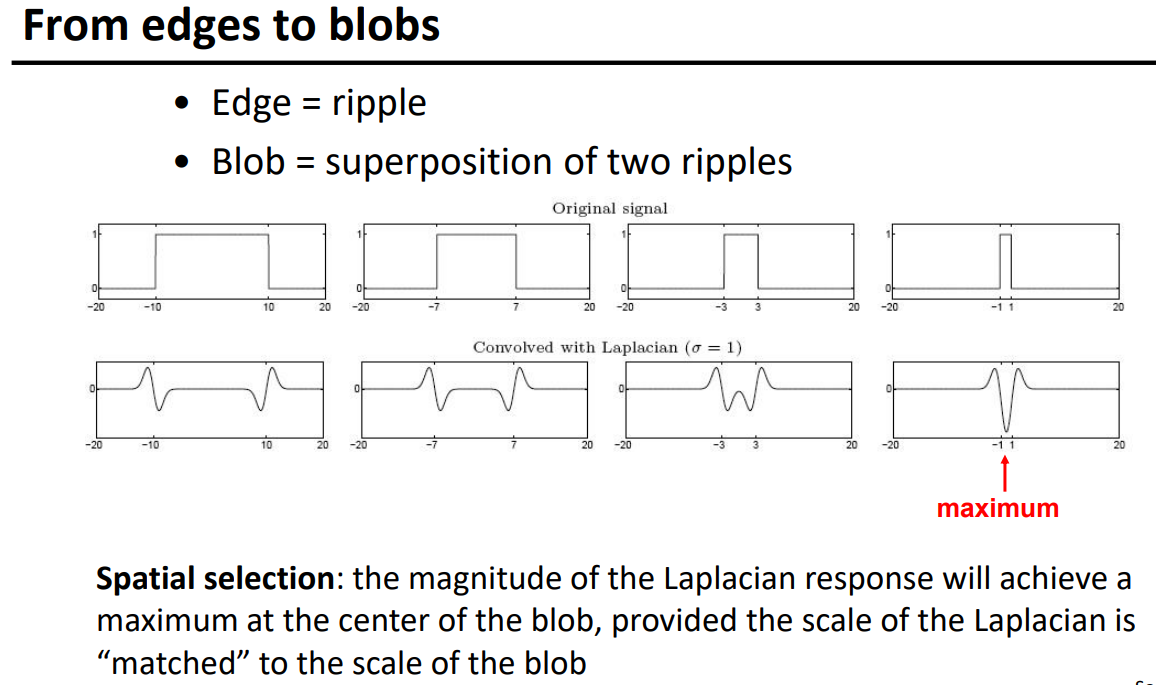 From edges to blobs
• Edge = ripple
• Blob = superposition of two ripples
Original signal
1 1 1 1
0 0 0 0
-20 -10 10 20 -20 -7 7 20 -20 -3 3 20 -20 -1 1 20
Convolved with Laplacian (σ = 1)
0 0 0 0
-20 -10 10 20 -20 -7 7 20 -20 -3 3 20 -20 -1 1 20
maximum
Spatial selection: the magnitude of the Laplacian response will achieve a
maximum at the center of the blob, provided the scale of the Laplacian is
“matched” to the scale of the blob